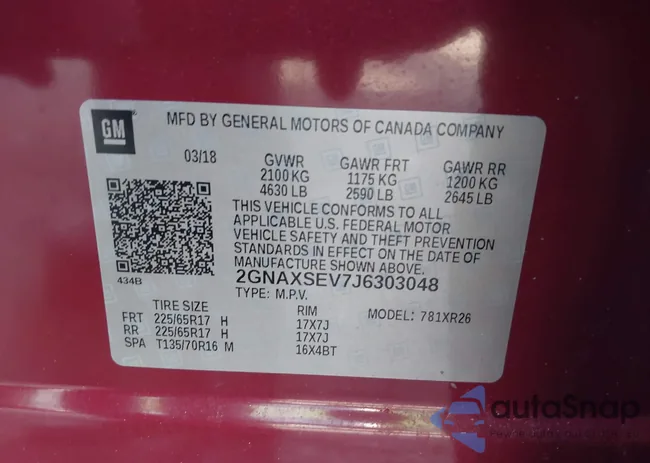 GM
MFD BY GENERAL MOTORS OF CANADA COMPANY
03/18 GVWR GAWR FRT GAWR RR
2100 KG 1175 KG 1200 KG
4630 LB 2590 LB 2645 LB
THIS VEHICLE CONFORMS TO ALL
APPLICABLE U.S. FEDERAL MOTOR
VEHICLE SAFETY AND THEFT PREVENTION
STANDARDS IN EFFECT ON THE DATE OF
MANUFACTURE SHOWN ABOVE.
434B 2GNAXSEV7J6303048
TYPE: M.P.V.
TIRE SIZE RIM MODEL: 781XR26
FRT 225/65R17 H 17X7J
RR 225/65R17 H 17X7J
SPA T135/70R16 M 16X4BT
autoSnap